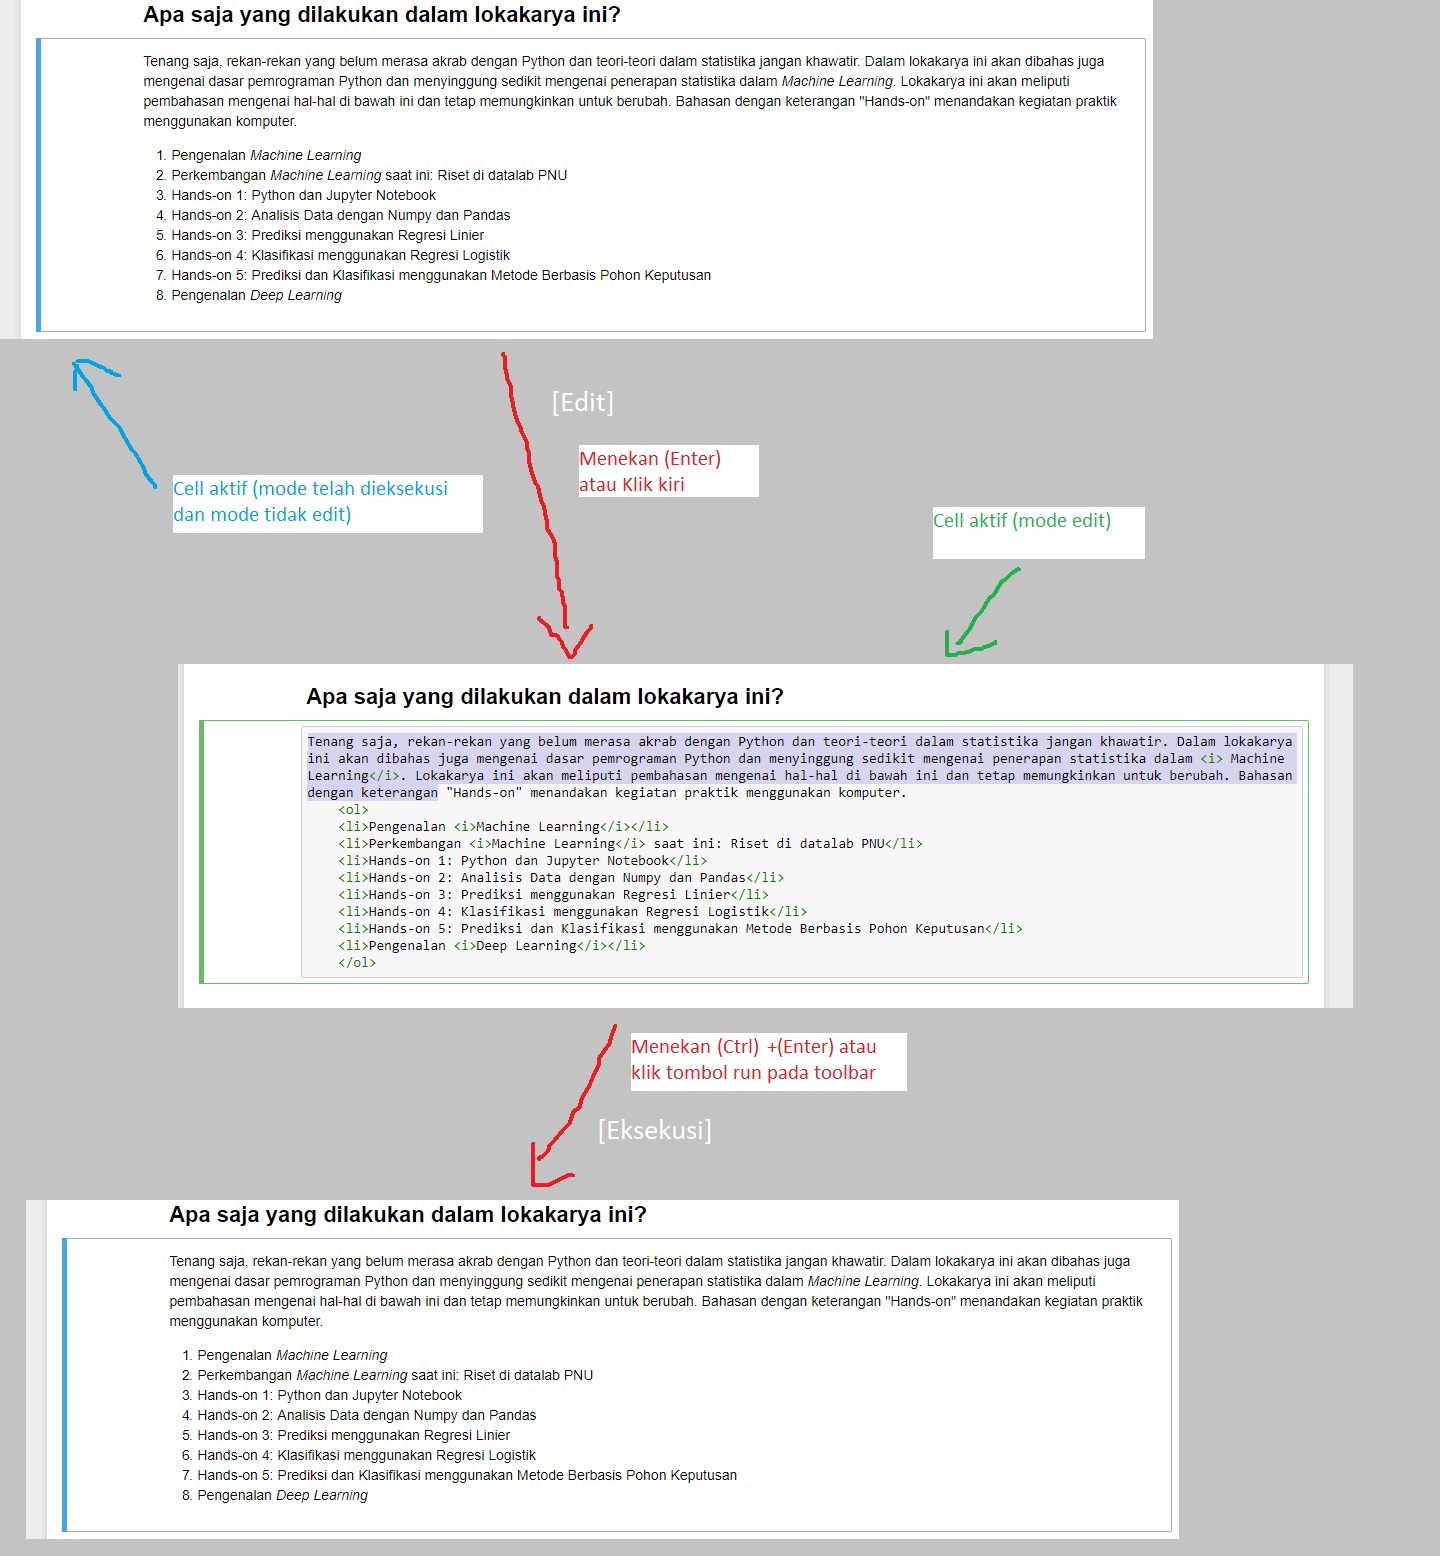 Apa saja yang dilakukan dalam lokakarya ini?
Tenang saja, rekan-rekan yang belum merasa akrab dengan Python dan teori-teori dalam statistika jangan khawatir. Dalam lokakarya ini akan dibahas juga
mengenai dasar pemrograman Python dan menyinggung sedikit mengenai penerapan statistika dalam Machine Learning. Lokakarya ini akan meliputi
pembahasan mengenai hal-hal di bawah ini dan tetap memungkinkan untuk berubah. Bahasan dengan keterangan "Hands-on" menandakan kegiatan praktik
menggunakan komputer.
1. Pengenalan Machine Learning
2. Perkembangan Machine Learning saat ini: Riset di datalab PNU
3. Hands-on 1: Python dan Jupyter Notebook
4. Hands-on 2: Analisis Data dengan Numpy dan Pandas
5. Hands-on 3: Prediksi menggunakan Regresi Linier
6. Hands-on 4: Klasifikasi menggunakan Regresi Logistik
7. Hands-on 5: Prediksi dan Klasifikasi menggunakan Metode Berbasis Pohon Keputusan
8. Pengenalan Deep Learning
[Edit]
Menekan (Enter)
atau Klik kiri
Cell aktif (mode telah dieksekusi
dan mode tidak edit)
Cell aktif (mode edit)
Apa saja yang dilakukan dalam lokakarya ini?
Tenang saja, rekan-rekan yang belum merasa akrab dengan Python dan teori-teori dalam statistika jangan khawatir. Dalam lokakarya
ini akan dibahas juga mengenai dasar pemrograman Python dan menyinggung sedikit mengenai penerapan statistika dalam <i> Machine
Learning</i>. Lokakarya ini akan meliputi pembahasan mengenai hal-hal di bawah ini dan tetap memungkinkan untuk berubah. Bahasan
dengan keterangan "Hands-on" menandakan kegiatan praktik menggunakan komputer.
<ol>
<li>Pengenalan <i>Machine Learning</i></li>
<li>Perkembangan <i>Machine Learning</i> saat ini: Riset di datalab PNU</li>
<li>Hands-on 1: Python dan Jupyter Notebook</li>
<li>Hands-on 2: Analisis Data dengan Numpy dan Pandas</li>
<li>Hands-on 3: Prediksi menggunakan Regresi Linier</li>
<li>Hands-on 4: Klasifikasi menggunakan Regresi Logistik</li>
<li>Hands-on 5: Prediksi dan Klasifikasi menggunakan Metode Berbasis Pohon Keputusan</li>
<li>Pengenalan <i>Deep Learning</i></li>
</ol>
Menekan (Ctrl) +(Enter) atau
klik tombol run pada toolbar
[Eksekusi]
Apa saja yang dilakukan dalam lokakarya ini?
Tenang saja, rekan-rekan yang belum merasa akrab dengan Python dan teori-teori dalam statistika jangan khawatir. Dalam lokakarya ini akan dibahas juga
mengenai dasar pemrograman Python dan menyinggung sedikit mengenai penerapan statistika dalam Machine Learning. Lokakarya ini akan meliputi
pembahasan mengenai hal-hal di bawah ini dan tetap memungkinkan untuk berubah. Bahasan dengan keterangan "Hands-on" menandakan kegiatan praktik
menggunakan komputer.
1. Pengenalan Machine Learning
2. Perkembangan Machine Learning saat ini: Riset di datalab PNU
3. Hands-on 1: Python dan Jupyter Notebook
4. Hands-on 2: Analisis Data dengan Numpy dan Pandas
5. Hands-on 3: Prediksi menggunakan Regresi Linier
6. Hands-on 4: Klasifikasi menggunakan Regresi Logistik
7. Hands-on 5: Prediksi dan Klasifikasi menggunakan Metode Berbasis Pohon Keputusan
8. Pengenalan Deep Learning